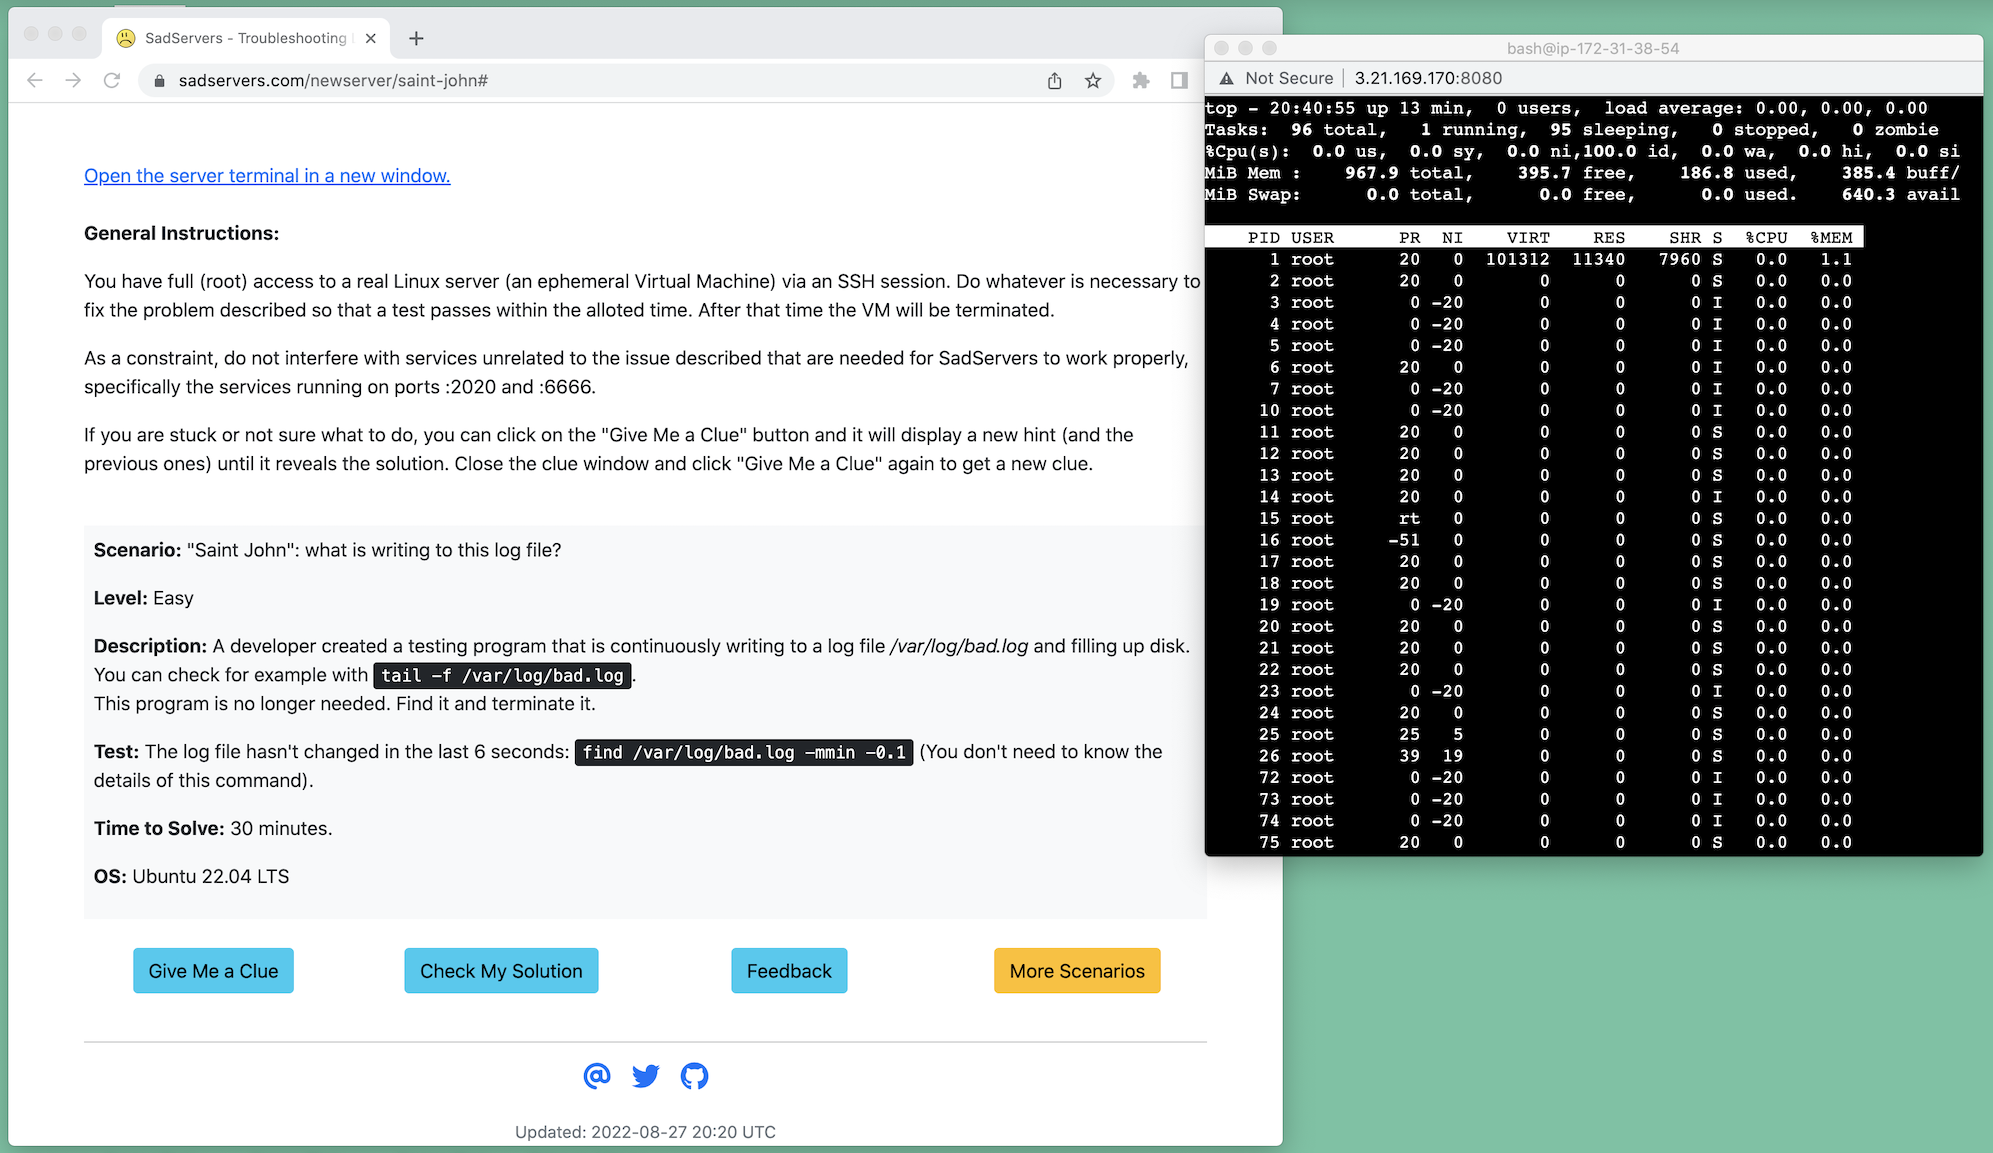 SadServers - Troubleshooting
sadservers.com/newserver/saint-john#
Open the server terminal in a new window.
General Instructions:
You have full (root) access to a real Linux server (an ephemeral Virtual Machine) via an SSH session. Do whatever is necessary to
fix the problem described so that a test passes within the alloted time. After that time the VM will be terminated.
As a constraint, do not interfere with services unrelated to the issue described that are needed for SadServers to work properly,
specifically the services running on ports :2020 and :6666.
If you are stuck or not sure what to do, you can click on the "Give Me a Clue" button and it will display a new hint (and the
previous ones) until it reveals the solution. Close the clue window and click "Give Me a Clue" again to get a new clue.
Scenario: "Saint John": what is writing to this log file?
Level: Easy
Description: A developer created a testing program that is continuously writing to a log file /var/log/bad.log and filling up disk.
You can check for example with tail -f /var/log/bad.log.
This program is no longer needed. Find it and terminate it.
Test: The log file hasn't changed in the last 6 seconds: find /var/log/bad.log -mmin -0.1 (You don't need to know the
details of this command).
Time to Solve: 30 minutes.
OS: Ubuntu 22.04 LTS
Give Me a Clue
Check My Solution
Feedback
More Scenarios
Updated: 2022-08-27 20:20 UTC
bash@ip-172-31-38-54
Not Secure 3.21.169.170:8080
top - 20:40:55 up 13 min, 0 users, load average: 0.00, 0.00, 0.00
Tasks: 96 total, 1 running, 95 sleeping, 0 stopped, 0 zombie
%Cpu(s): 0.0 us, 0.0 sy, 0.0 ni,100.0 id, 0.0 wa, 0.0 hi, 0.0 si
MiB Mem : 967.9 total, 395.7 free, 186.8 used, 385.4 buff/
MiB Swap: 0.0 total, 0.0 free, 0.0 used. 640.3 avail
PID USER PR NI VIRT RES SHR S %CPU %MEM
1 root 20 0 101312 11340 7960 S 0.0 1.1
2 root 20 0 0 0 0 S 0.0 0.0
3 root 0 -20 0 0 0 I 0.0 0.0
4 root 0 -20 0 0 0 I 0.0 0.0
5 root 0 -20 0 0 0 I 0.0 0.0
6 root 20 0 0 0 0 I 0.0 0.0
7 root 0 -20 0 0 0 I 0.0 0.0
10 root 0 -20 0 0 0 I 0.0 0.0
11 root 20 0 0 0 0 S 0.0 0.0
12 root 20 0 0 0 0 S 0.0 0.0
13 root 20 0 0 0 0 S 0.0 0.0
14 root 20 0 0 0 0 I 0.0 0.0
15 root rt 0 0 0 0 S 0.0 0.0
16 root -51 0 0 0 0 S 0.0 0.0
17 root 20 0 0 0 0 S 0.0 0.0
18 root 20 0 0 0 0 S 0.0 0.0
19 root 0 -20 0 0 0 I 0.0 0.0
20 root 20 0 0 0 0 S 0.0 0.0
21 root 20 0 0 0 0 S 0.0 0.0
22 root 20 0 0 0 0 S 0.0 0.0
23 root 0 -20 0 0 0 I 0.0 0.0
24 root 20 0 0 0 0 S 0.0 0.0
25 root 25 5 0 0 0 S 0.0 0.0
26 root 39 19 0 0 0 S 0.0 0.0
72 root 0 -20 0 0 0 I 0.0 0.0
73 root 0 -20 0 0 0 I 0.0 0.0
74 root 0 -20 0 0 0 I 0.0 0.0
75 root 20 0 0 0 0 S 0.0 0.0